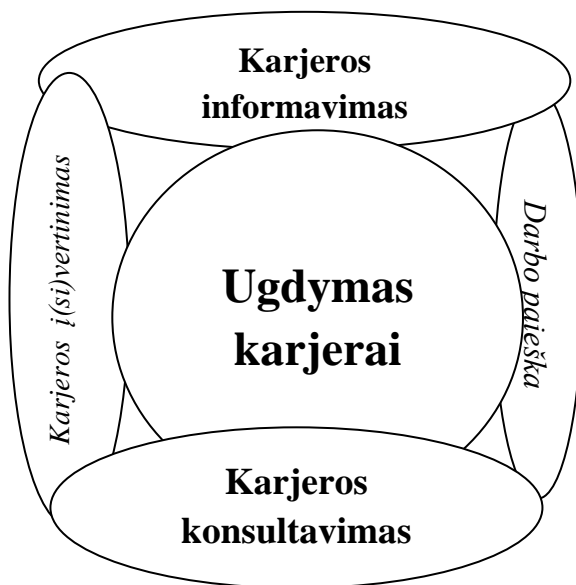 Karjeros
informavimas
Karjeros į(si)vertinimas
Ugdymas
karjerai
Darbo paieška
Karjeros
konsultavimas